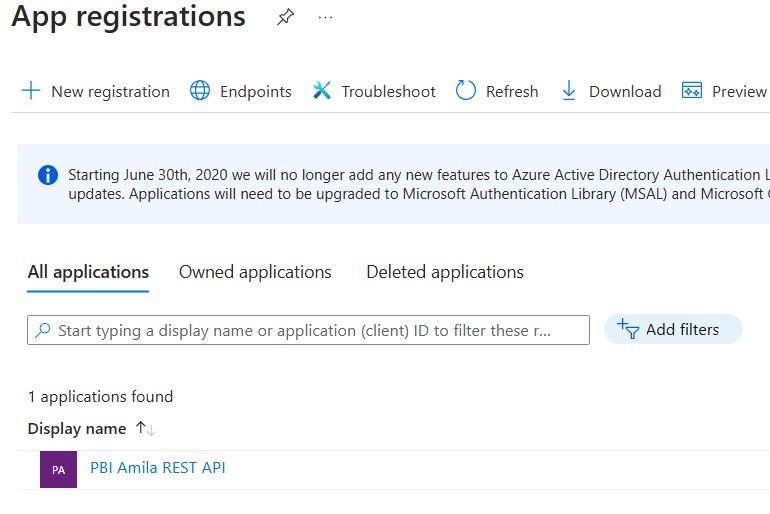 App registrations
New registration Endpoints Troubleshoot Refresh Download Preview
Starting June 30th, 2020 we will no longer add any new features to Azure Active Directory Authentication L
updates. Applications will need to be upgraded to Microsoft Authentication Library (MSAL) and Microsoft
All applications Owned applications Deleted applications
Start typing a display name or application (client) ID to filter these r... Add filters
1 applications found
Display name
PA PBI Amila REST API